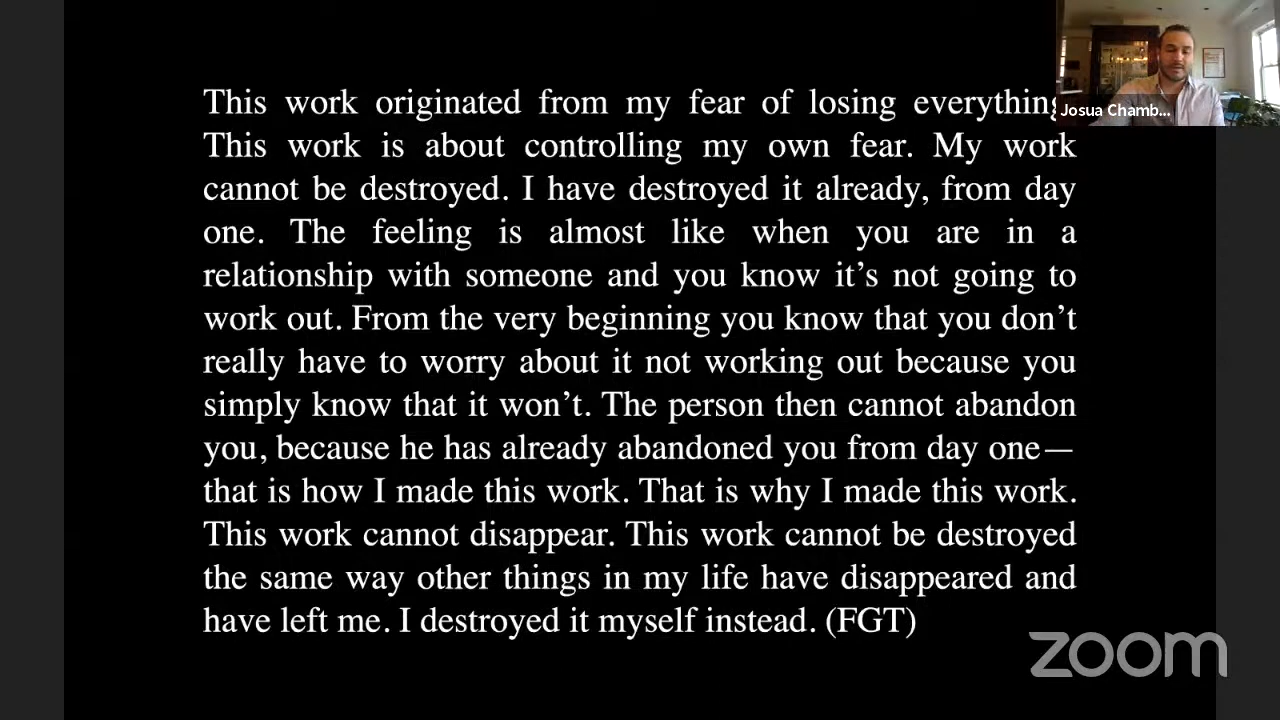 This work originated from my fear of losing everything
This work is about controlling my own fear. My work
cannot be destroyed. I have destroyed it already, from day
one. The feeling is almost like when you are in a
relationship with someone and you know it’s not going to
work out. From the very beginning you know that you don’t
really have to worry about it not working out because you
simply know that it won’t. The person then cannot abandon
you, because he has already abandoned you from day one—
that is how I made this work. That is why I made this work.
This work cannot disappear. This work cannot be destroyed
the same way other things in my life have disappeared and
have left me. I destroyed it myself instead. (FGT)
Josua Chamb...
zoom